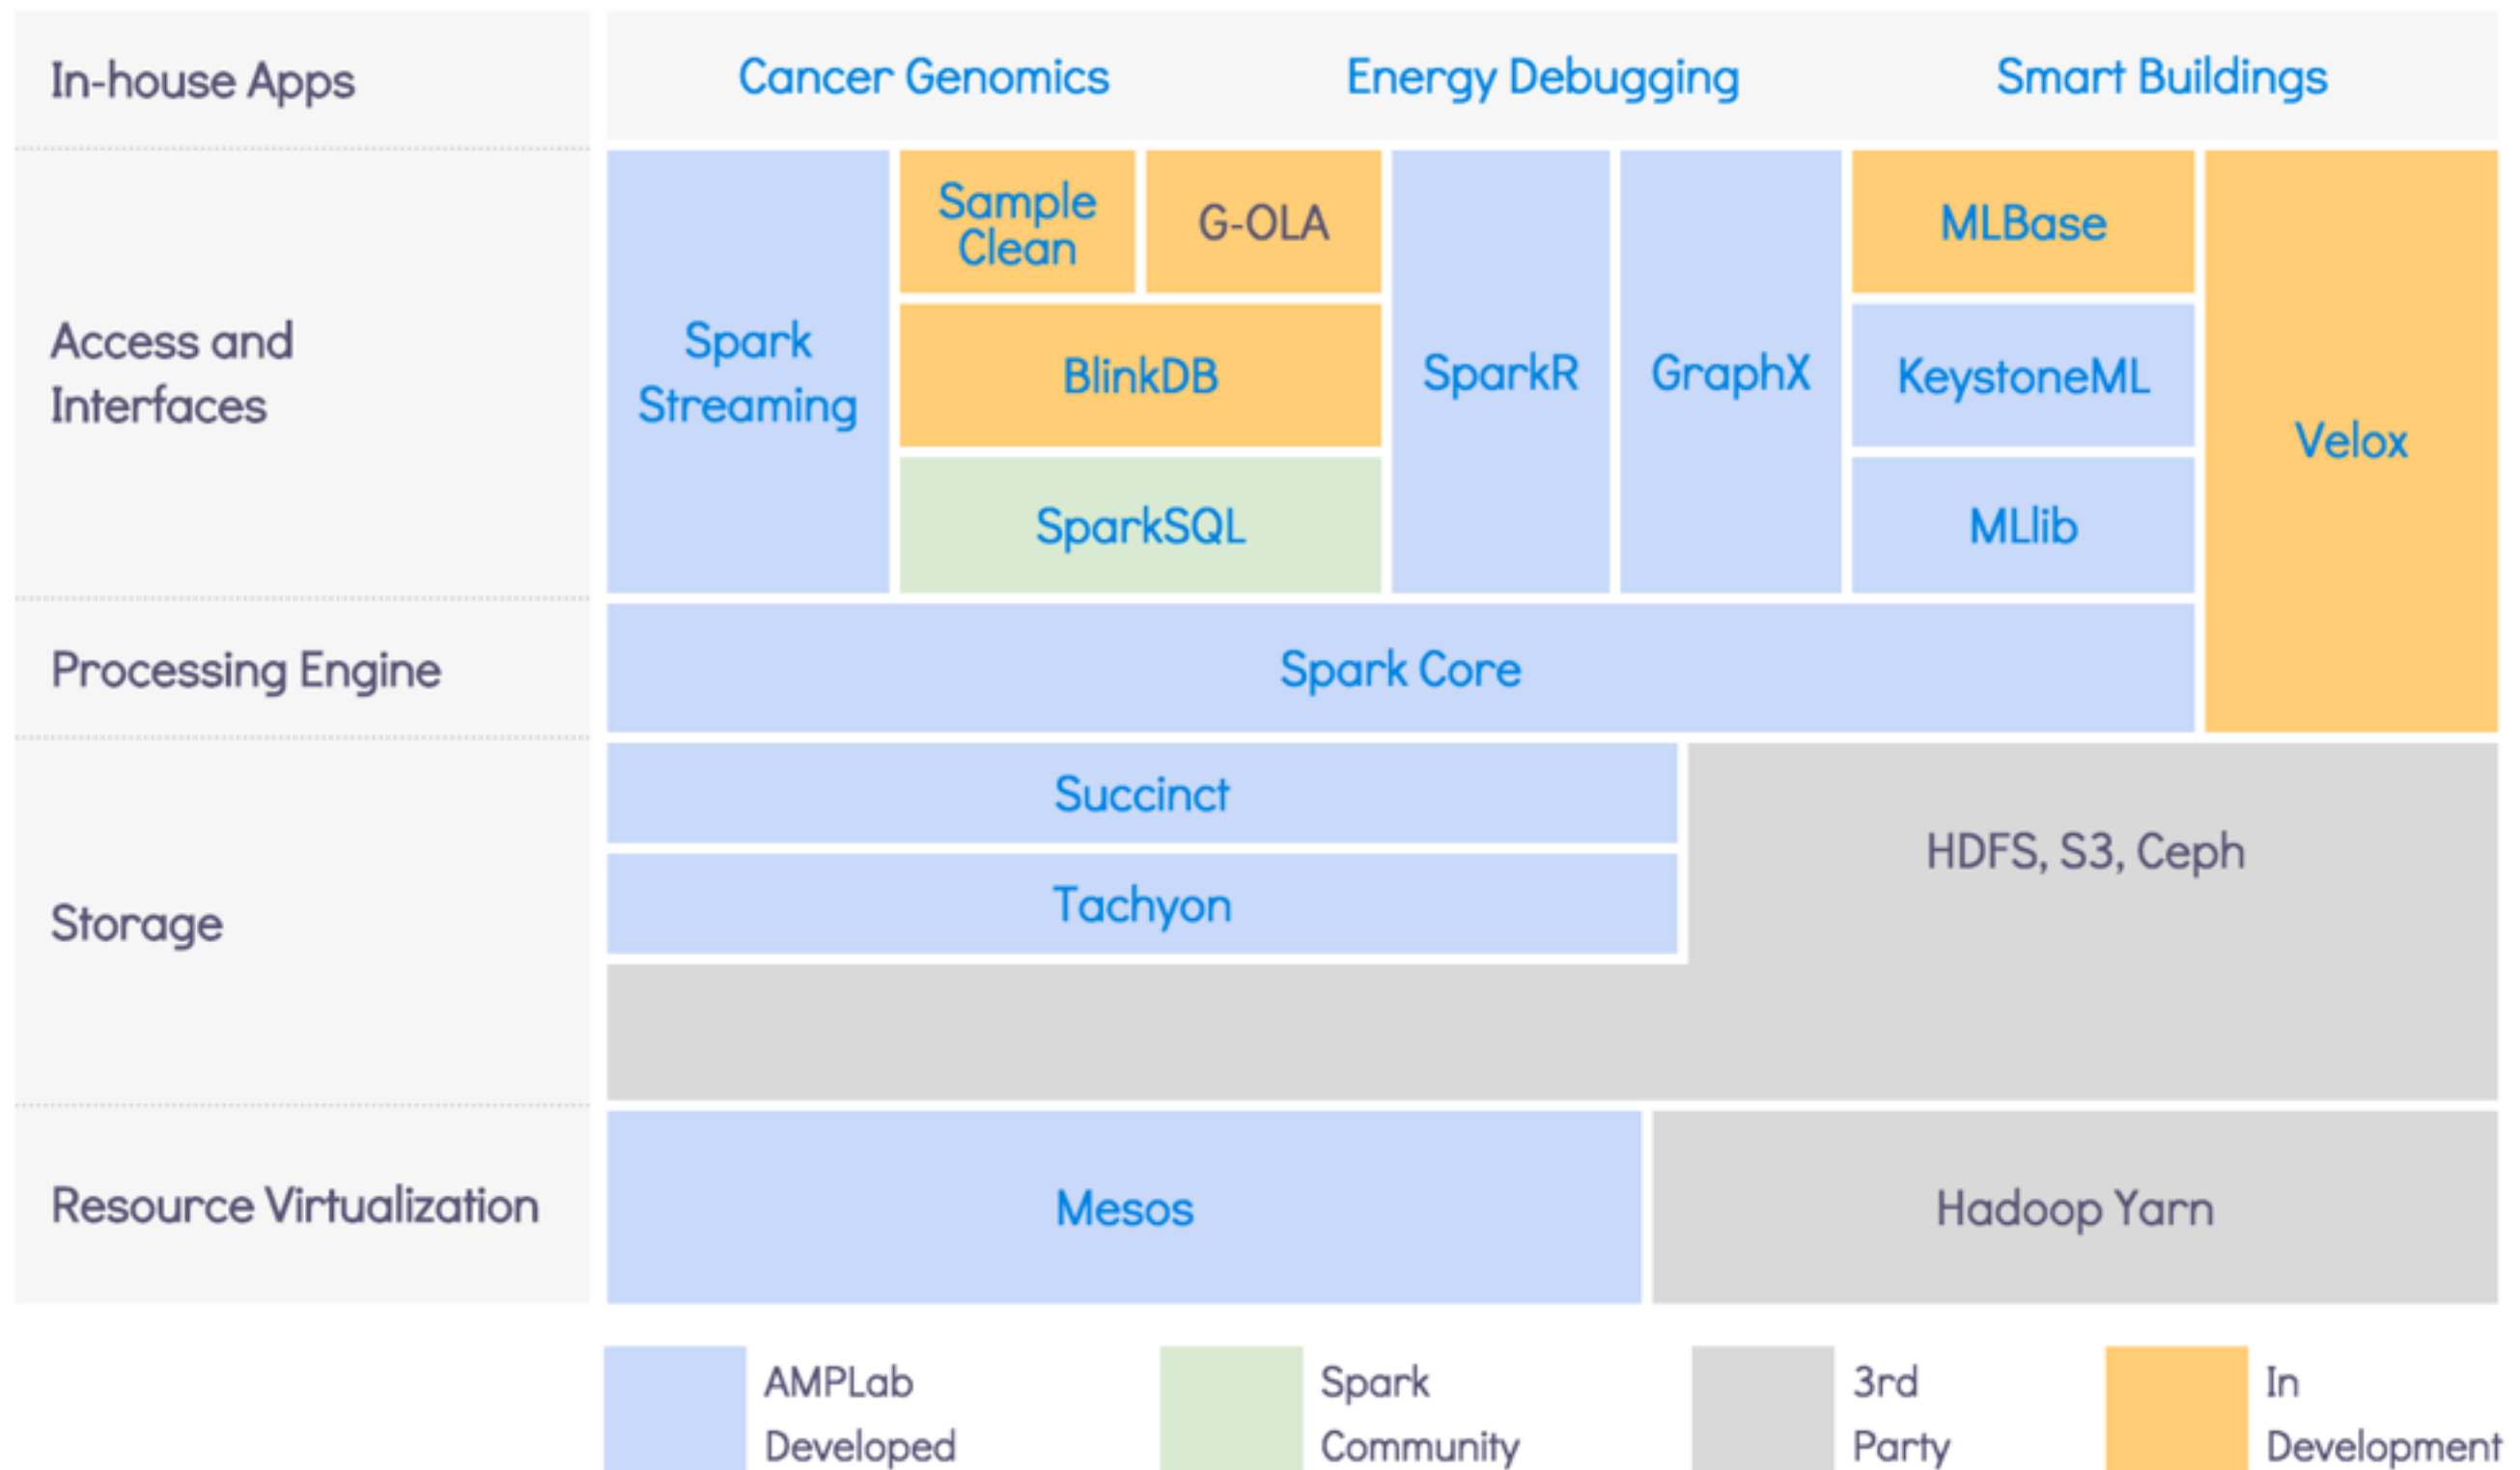 In-house Apps
Cancer Genomics
Energy Debugging
Smart Buildings
Access and
Interfaces
Spark
Streaming
Sample
Clean
G-OLA
BlinkDB
SparkSQL
SparkR
GraphX
MLBase
KeystoneML
MLlib
Velox
Processing Engine
Spark Core
Storage
Succinct
Tachyon
HDFS, S3, Ceph
Resource Virtualization
Mesos
Hadoop Yarn
AMPLab
Developed
Spark
Community
3rd
Party
In
Development